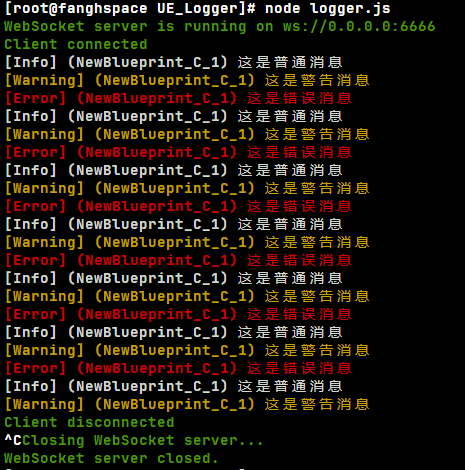 [root@fanghspace UE_Logger]# node logger.js
WebSocket server is running on ws://0.0.0.0:6666
Client connected
[Info] (NewBlueprint_C_1) 这是普通消息
[Warning] (NewBlueprint_C_1) 这是警告消息
[Error] (NewBlueprint_C_1) 这是错误消息
[Info] (NewBlueprint_C_1) 这是普通消息
[Warning] (NewBlueprint_C_1) 这是警告消息
[Error] (NewBlueprint_C_1) 这是错误消息
[Info] (NewBlueprint_C_1) 这是普通消息
[Warning] (NewBlueprint_C_1) 这是警告消息
[Error] (NewBlueprint_C_1) 这是错误消息
[Info] (NewBlueprint_C_1) 这是普通消息
[Warning] (NewBlueprint_C_1) 这是警告消息
[Error] (NewBlueprint_C_1) 这是错误消息
[Info] (NewBlueprint_C_1) 这是普通消息
[Warning] (NewBlueprint_C_1) 这是警告消息
[Error] (NewBlueprint_C_1) 这是错误消息
[Info] (NewBlueprint_C_1) 这是普通消息
[Warning] (NewBlueprint_C_1) 这是警告消息
[Error] (NewBlueprint_C_1) 这是错误消息
[Info] (NewBlueprint_C_1) 这是普通消息
[Warning] (NewBlueprint_C_1) 这是警告消息
Client disconnected
^CClosing WebSocket server...
WebSocket server closed.